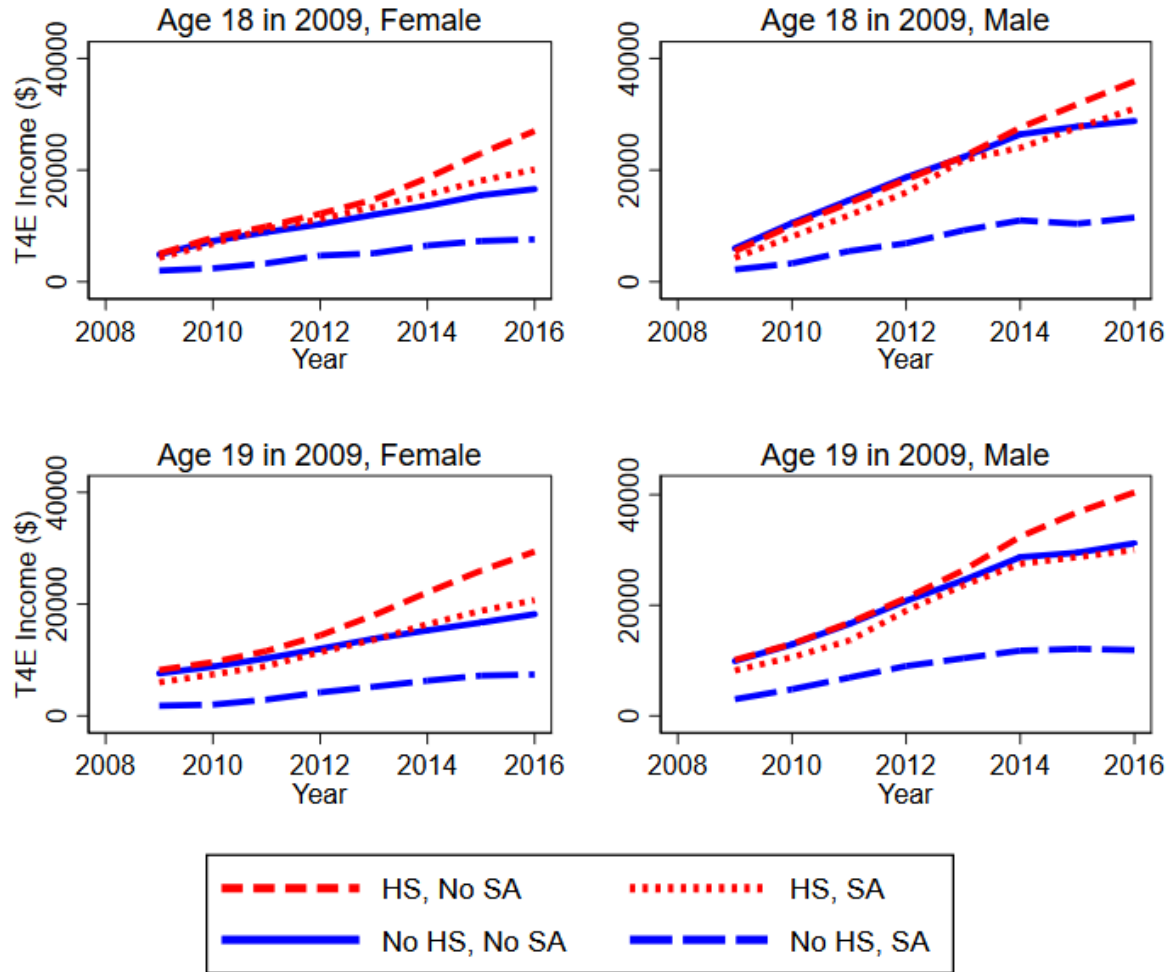 Age 18 in 2009, Female
T4E Income ($)
40000
20000
0
2008 2010 2012 2014 2016
Year
Age 18 in 2009, Male
40000
20000
0
2008 2010 2012 2014 2016
Year
Age 19 in 2009, Female
T4E Income ($)
40000
20000
0
2008 2010 2012 2014 2016
Year
Age 19 in 2009, Male
40000
20000
0
2008 2010 2012 2014 2016
Year
HS, No SA
HS, SA
No HS, No SA
No HS, SA